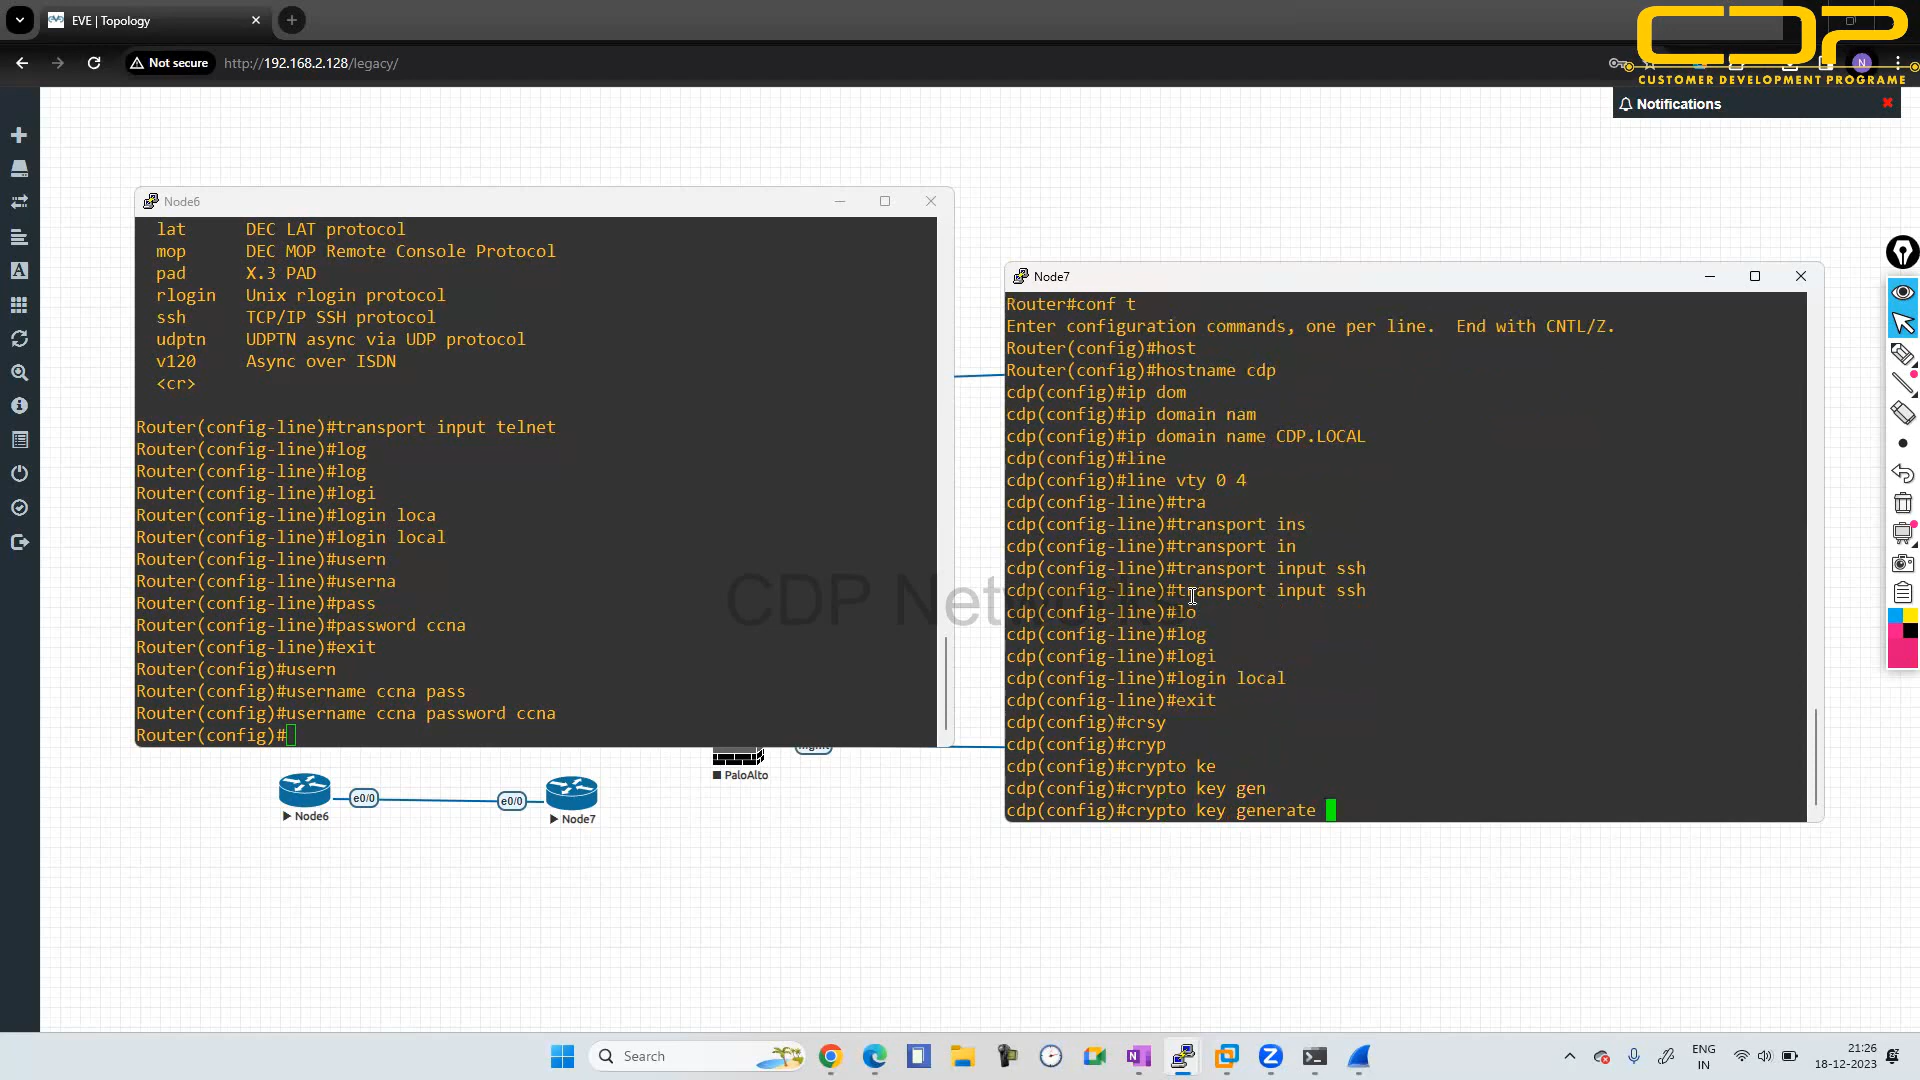 EVE | Topology
Not secure
http://192.168.2.128/legacy/
CDP
CUSTOMER DEVELOPMENT PROGRAME
N
Notifications
Node6
lat DEC LAT protocol
mop DEC MOP Remote Console Protocol
pad X.3 PAD
rlogin Unix rlogin protocol
ssh TCP/IP SSH protocol
udptn UDPTN async via UDP protocol
v120 Async over ISDN
<cr>
Router(config-line)#transport input telnet
Router(config-line)#log
Router(config-line)#log
Router(config-line)#logi
Router(config-line)#login loca
Router(config-line)#login local
Router(config-line)#usern
Router(config-line)#userna
Router(config-line)#pass
Router(config-line)#password ccna
Router(config-line)#exit
Router(config)#usern
Router(config)#username ccna pass
Router(config)#username ccna password ccna
Router(config)#
Node7
Router#conf t
Enter configuration commands, one per line. End with CNTL/Z.
Router(config)#host
Router(config)#hostname cdp
cdp(config)#ip dom
cdp(config)#ip domain nam
cdp(config)#ip domain name CDP.LOCAL
cdp(config)#line
cdp(config)#line vty 0 4
cdp(config-line)#tra
cdp(config-line)#transport ins
cdp(config-line)#transport in
cdp(config-line)#transport input ssh
cdp(config-line)#transport input ssh
cdp(config-line)#lo
cdp(config-line)#log
cdp(config-line)#logi
cdp(config-line)#login local
cdp(config-line)#exit
cdp(config)#crsy
cdp(config)#cryp
cdp(config)#crypto ke
cdp(config)#crypto key gen
cdp(config)#crypto key generate
CDP Networks
PaloAlto
e0/0
e0/0
Node6
Node7
Search
ENG
IN
21:26
18-12-2023